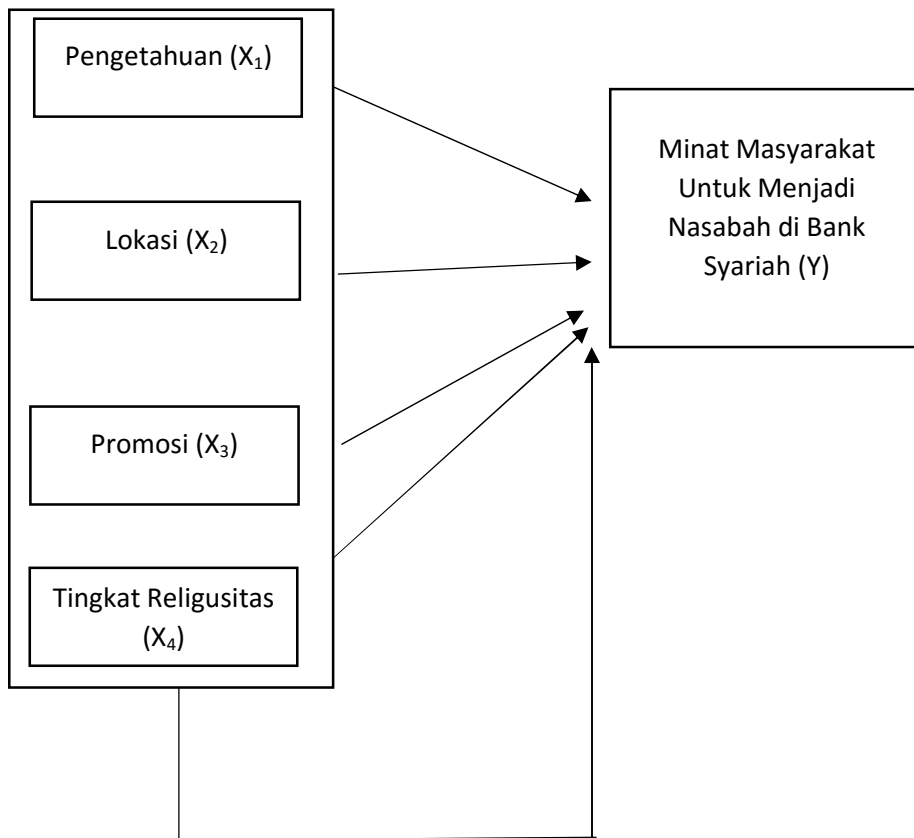 Pengetahuan (X₁)
Lokasi (X₂)
Promosi (X₃)
Tingkat Religusitas
(X₄)
Minat Masyarakat
Untuk Menjadi
Nasabah di Bank
Syariah (Y)